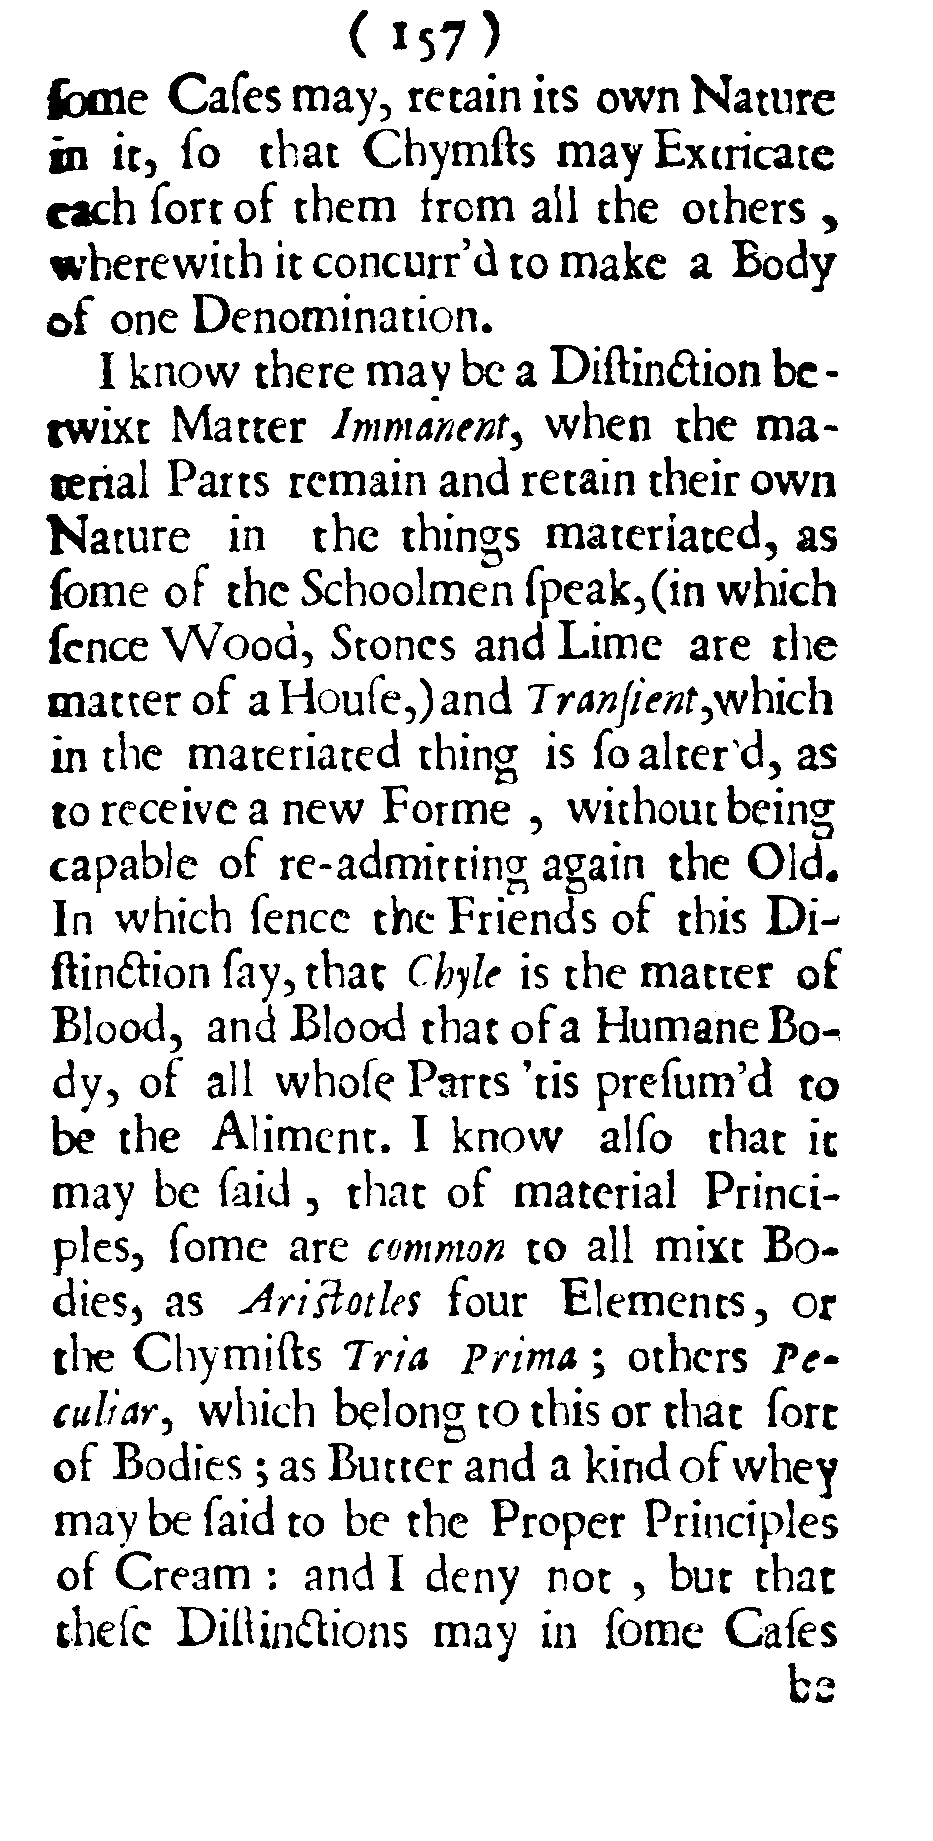 ( 157 )
ſome Caſes may, retain its own Nature
in it, ſo that Chymſts may Extricate
each ſort of them from all the others ,
wherewith it concurr'd to make a Body
of one Denomination.
I know there may be a Diſtinction be-
twixt Matter Immanent, when the ma-
terial Parts remain and retain their own
Nature in the things materiated, as
ſome of the Schoolmen ſpeak, (in which
ſence Wood, Stones and Lime are the
matter of a Houſe,) and Tranſient, which
in the materiated thing is ſo alter'd, as
to receive a new Forme , without being
capable of re-admitting again the Old.
In which ſence the Friends of this Di-
ſtinction ſay, that Chyle is the matter of
Blood, and Blood that of a Humane Bo-
dy, of all whoſe Parts 'tis preſum'd to
be the Aliment. I know alſo that it
may be ſaid , that of material Princi-
ples, ſome are common to all mixt Bo-
dies, as Ariſtotles four Elements, or
the Chymiſts Tria Prima ; others Pe-
culiar, which belong to this or that ſort
of Bodies ; as Butter and a kind of whey
may be ſaid to be the Proper Principles
of Cream : and I deny not , but that
theſe Diſtinctions may in ſome Caſes
be